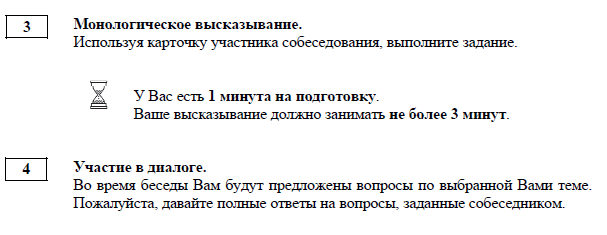 3 Монологическое высказывание.
Используя карточку участника собеседования, выполните задание.
У Вас есть 1 минута на подготовку.
Ваше высказывание должно занимать не более 3 минут.
4 Участие в диалоге.
Во время беседы Вам будут предложены вопросы по выбранной Вами теме.
Пожалуйста, давайте полные ответы на вопросы, заданные собеседником.